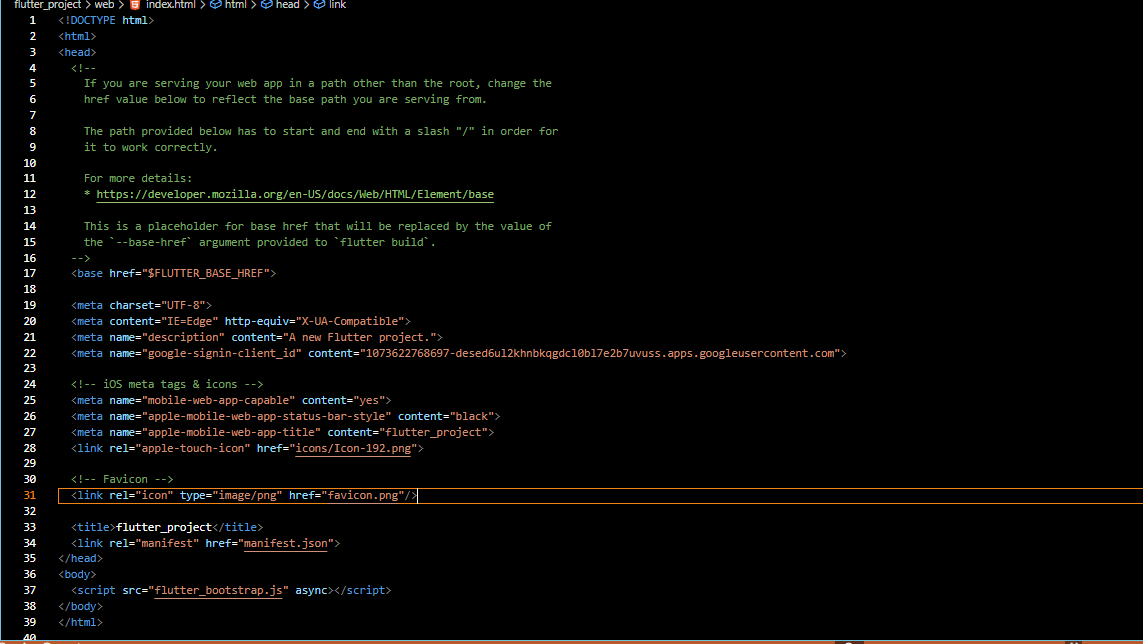 flutter_project > web > index.html > html > head > link
1 <!DOCTYPE html>
2 <html>
3 <head>
4 <!--
5 If you are serving your web app in a path other than the root, change the
6 href value below to reflect the base path you are serving from.
7
8 The path provided below has to start and end with a slash "/" in order for
9 it to work correctly.
10
11 For more details:
12 * https://developer.mozilla.org/en-US/docs/Web/HTML/Element/base
13
14 This is a placeholder for base href that will be replaced by the value of
15 the `--base-href` argument provided to `flutter build`.
16 -->
17 <base href="$FLUTTER_BASE_HREF">
18
19 <meta charset="UTF-8">
20 <meta content="IE=Edge" http-equiv="X-UA-Compatible">
21 <meta name="description" content="A new Flutter project.">
22 <meta name="google-signin-client_id" content="1073622768697-desed6ul2khnbkqgdcl0bl7e2b7uvuss.apps.googleusercontent.com">
23
24 <!-- iOS meta tags & icons -->
25 <meta name="mobile-web-app-capable" content="yes">
26 <meta name="apple-mobile-web-app-status-bar-style" content="black">
27 <meta name="apple-mobile-web-app-title" content="flutter_project">
28 <link rel="apple-touch-icon" href="icons/Icon-192.png">
29
30 <!-- Favicon -->
31 <link rel="icon" type="image/png" href="favicon.png"/>
32
33 <title>flutter_project</title>
34 <link rel="manifest" href="manifest.json">
35 </head>
36 <body>
37 <script src="flutter_bootstrap.js" async></script>
38 </body>
39 </html>
40